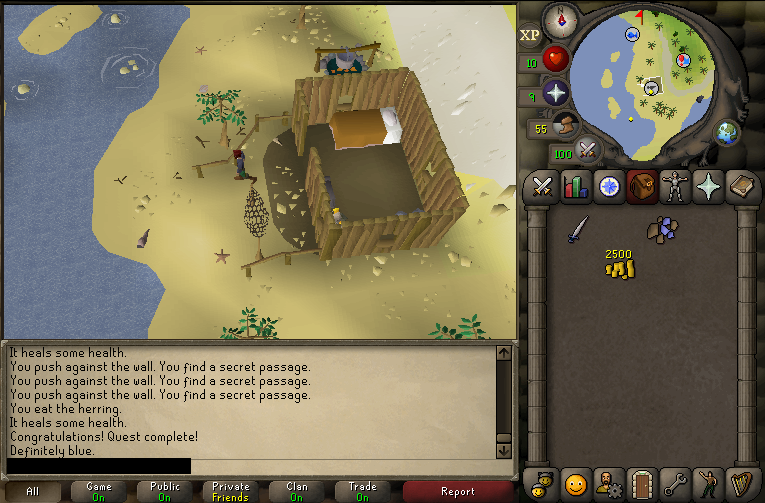 XP
10
9
55
100
2500
It heals some health.
You push against the wall. You find a secret passage.
You push against the wall. You find a secret passage.
You push against the wall. You find a secret passage.
You eat the herring.
It heals some health.
Congratulations! Quest complete!
Definitely blue.
All
Game
On
Public
On
Private
Friends
Clan
On
Trade
On
Report